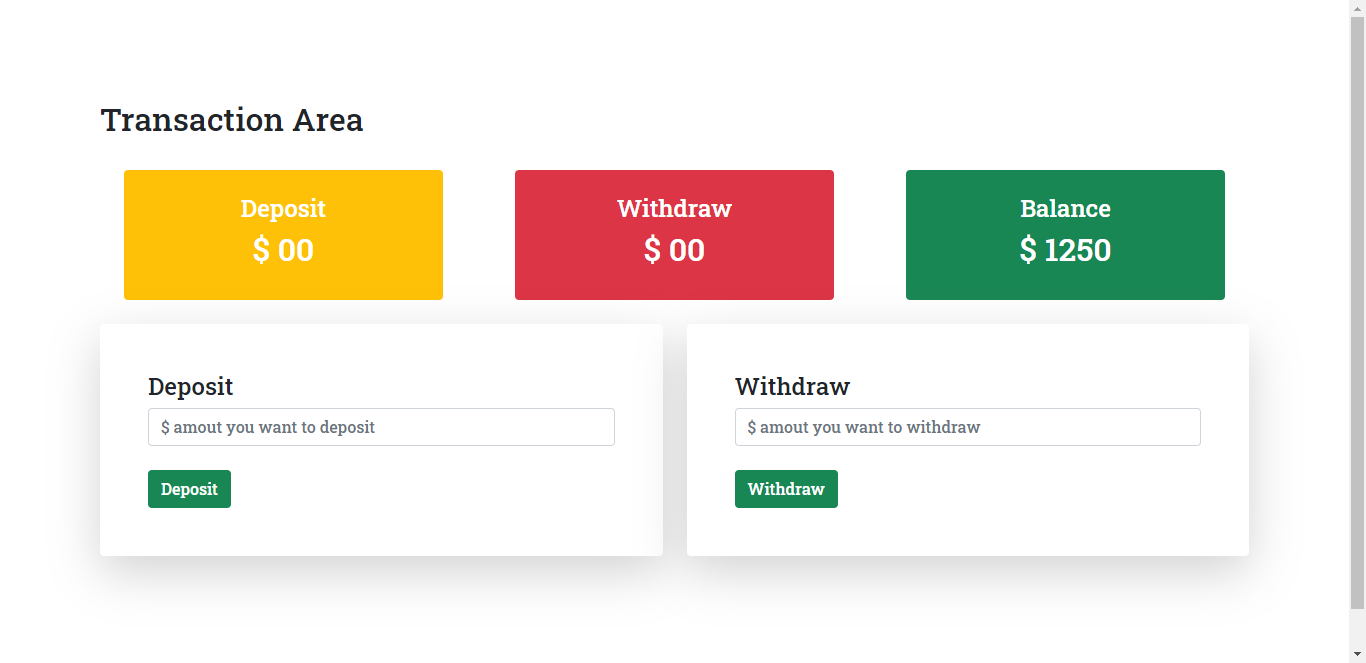 Transaction Area
Deposit
$ 00
Withdraw
$ 00
Balance
$ 1250
Deposit
$ amout you want to deposit
Deposit
Withdraw
$ amout you want to withdraw
Withdraw